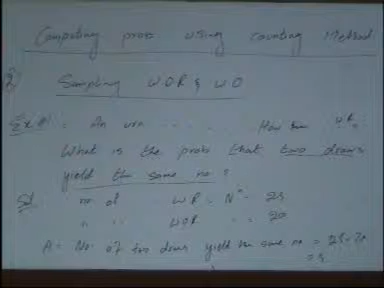 Computing prob using counting Method
2) Sampling WOR & WO
Ex #1: An urn . . . . . How
What is the prob that two draws
yield the same no?
Sol no of WR = N² = 25
" " WOR " = 20
A = No. of two draws yield the same no = 25-20
= 5